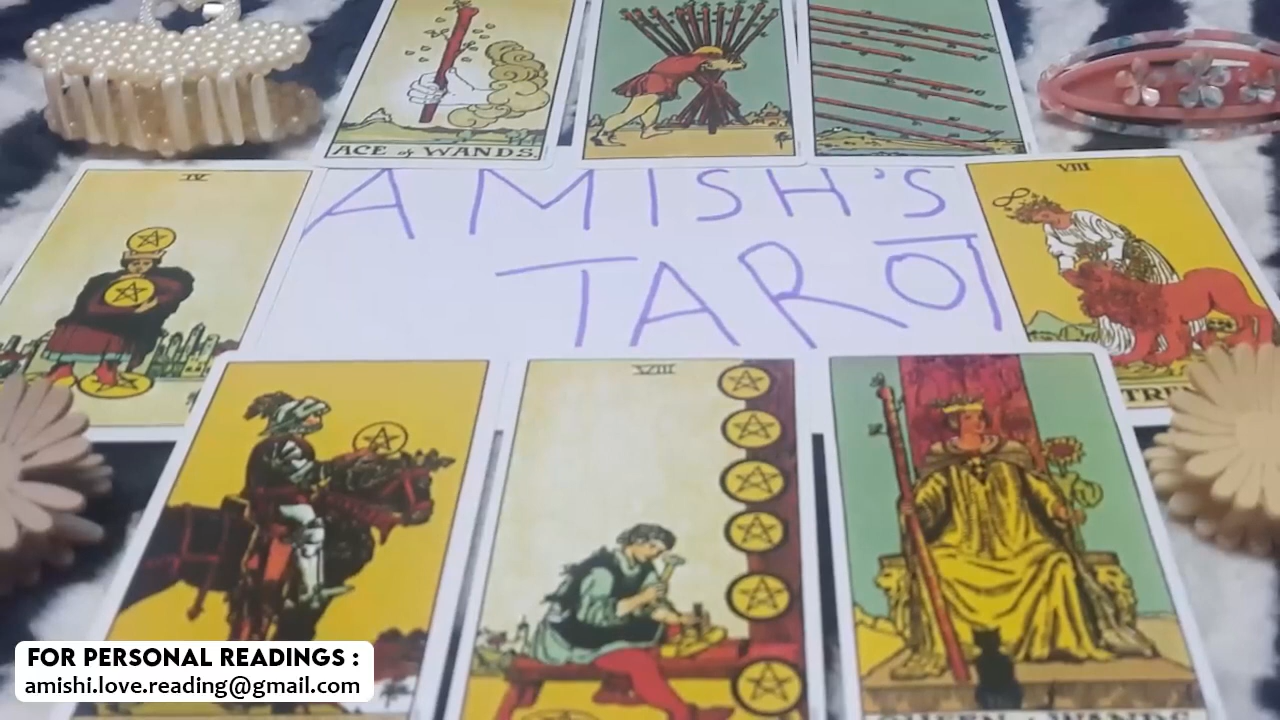 ACE of WANDS.
IV
VIII
AMISH'S
TAROT
VIII
FOR PERSONAL READINGS :
amishi.love.reading@gmail.com